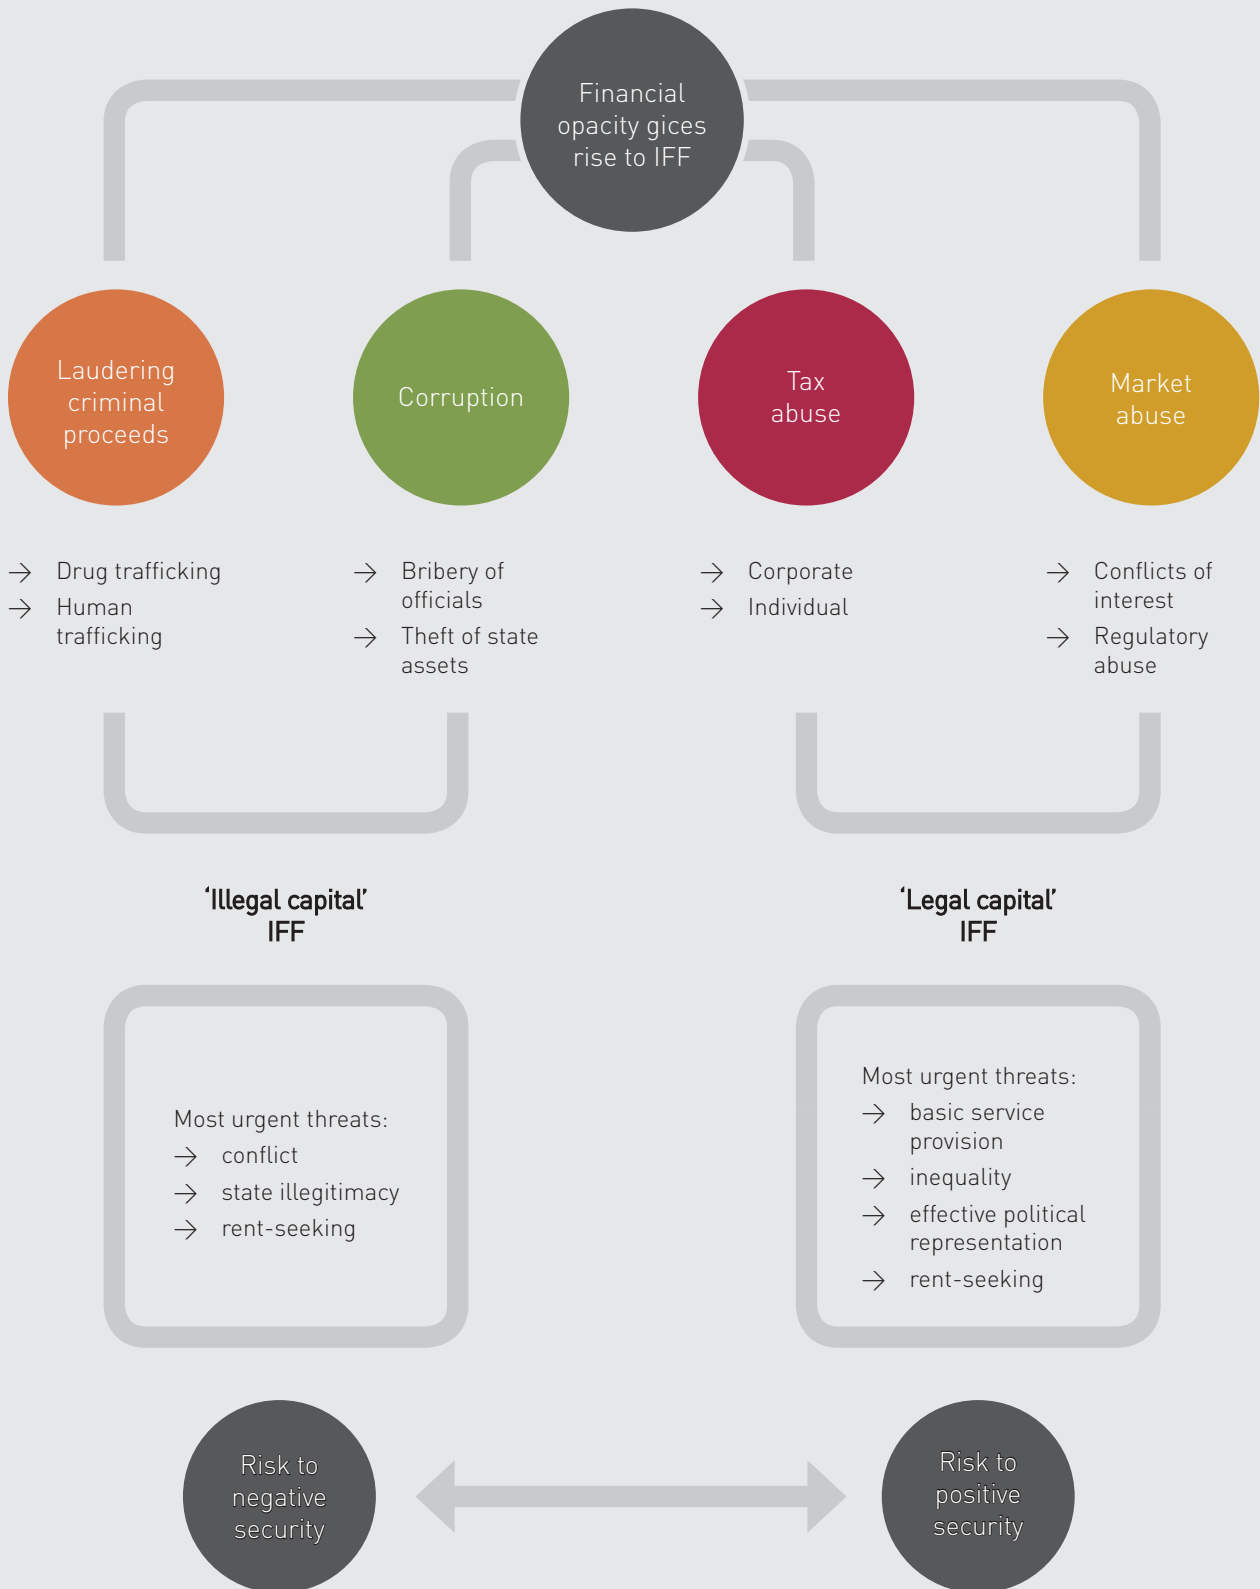 Financial
opacity gices
rise to IFF
Laudering
criminal
proceeds
Corruption
Tax
abuse
Market
abuse
→ Drug trafficking
→ Human
trafficking
→ Bribery of
officials
→ Theft of state
assets
→ Corporate
→ Individual
→ Conflicts of
interest
→ Regulatory
abuse
‘Illegal capital’
IFF
‘Legal capital’
IFF
Most urgent threats:
→ conflict
→ state illegitimacy
→ rent-seeking
Most urgent threats:
→ basic service
provision
→ inequality
→ effective political
representation
→ rent-seeking
Risk to
negative
security
Risk to
positive
security